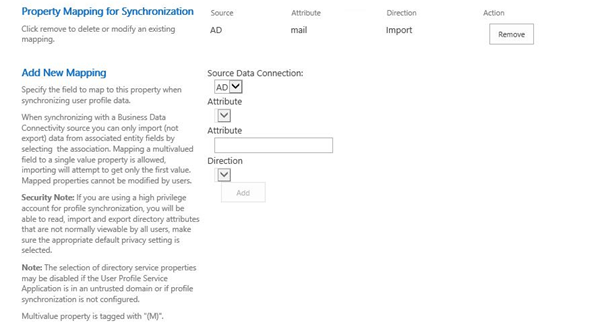 Property Mapping for Synchronization
Click remove to delete or modify an existing
mapping.
Source Attribute Direction Action
AD mail Import Remove
Add New Mapping
Specify the field to map to this property when
synchronizing user profile data.
When synchronizing with a Business Data
Connectivity source you can only import (not
export) data from associated entity fields by
selecting the association. Mapping a multivalued
field to a single value property is allowed,
importing will attempt to get only the first value.
Mapped properties cannot be modified by users.
Security Note: If you are using a high privilege
account for profile synchronization, you will be
able to read, import and export directory attributes
that are not normally viewable by all users, make
sure the appropriate default privacy setting is
selected.
Note: The selection of directory service properties
may be disabled if the User Profile Service
Application is in an untrusted domain or if profile
synchronization is not configured.
Multivalue property is tagged with "(M)".
Source Data Connection:
AD
Attribute
Attribute
Direction
Add